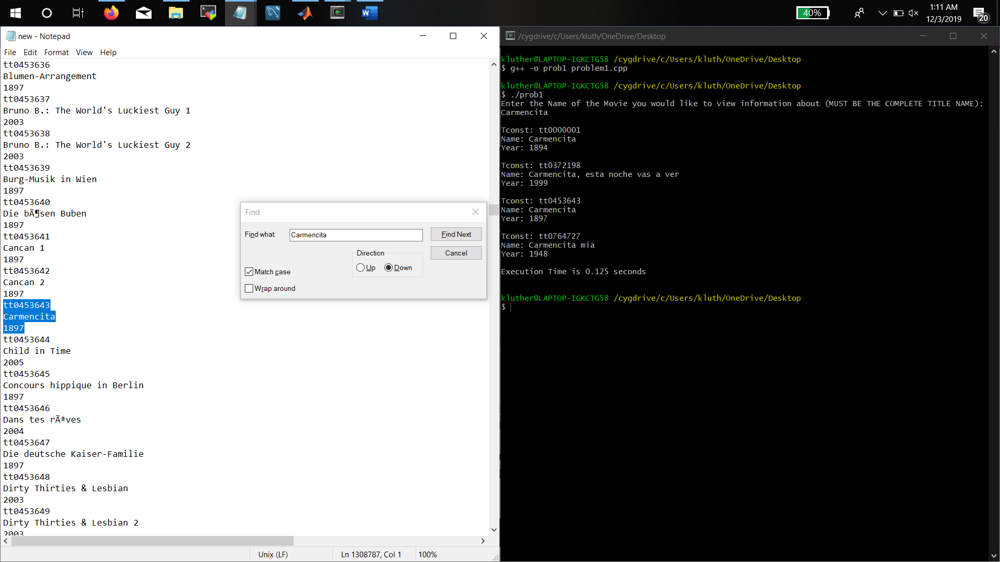 40%
1:11 AM
12/3/2019
20
new - Notepad
File Edit Format View Help
tt0453636
Blumen-Arrangement
1897
tt0453637
Bruno B.: The World's Luckiest Guy 1
2003
tt0453638
Bruno B.: The World's Luckiest Guy 2
2003
tt0453639
Burg-Musik in Wien
1897
tt0453640
Die bÃ¶sen Buben
1897
tt0453641
Cancan 1
1897
tt0453642
Cancan 2
1897
tt0453643
Carmencita
1897
tt0453644
Child in Time
2005
tt0453645
Concours hippique in Berlin
1897
tt0453646
Dans tes rÃªves
2004
tt0453647
Die deutsche Kaiser-Familie
1897
tt0453648
Dirty Thirties & Lesbian
2003
tt0453649
Dirty Thirties & Lesbian 2
2003
Unix (LF)
Ln 1308787, Col 1
100%
Find
Find what:
Carmencita
Find Next
Cancel
Direction
Up
Down
Match case
Wrap around
/cygdrive/c/Users/kluth/OneDrive/Desktop
kluther@LAPTOP-IGKCTG58 /cygdrive/c/Users/kluth/OneDrive/Desktop
$ g++ -o prob1 problem1.cpp
kluther@LAPTOP-IGKCTG58 /cygdrive/c/Users/kluth/OneDrive/Desktop
$ ./prob1
Enter the Name of the Movie you would like to view information about (MUST BE THE COMPLETE TITLE NAME):
Carmencita
Tconst: tt0000001
Name: Carmencita
Year: 1894
Tconst: tt0372198
Name: Carmencita, esta noche vas a ver
Year: 1999
Tconst: tt0453643
Name: Carmencita
Year: 1897
Tconst: tt0764727
Name: Carmencita mia
Year: 1948
Execution Time is 0.125 seconds
kluther@LAPTOP-IGKCTG58 /cygdrive/c/Users/kluth/OneDrive/Desktop
$